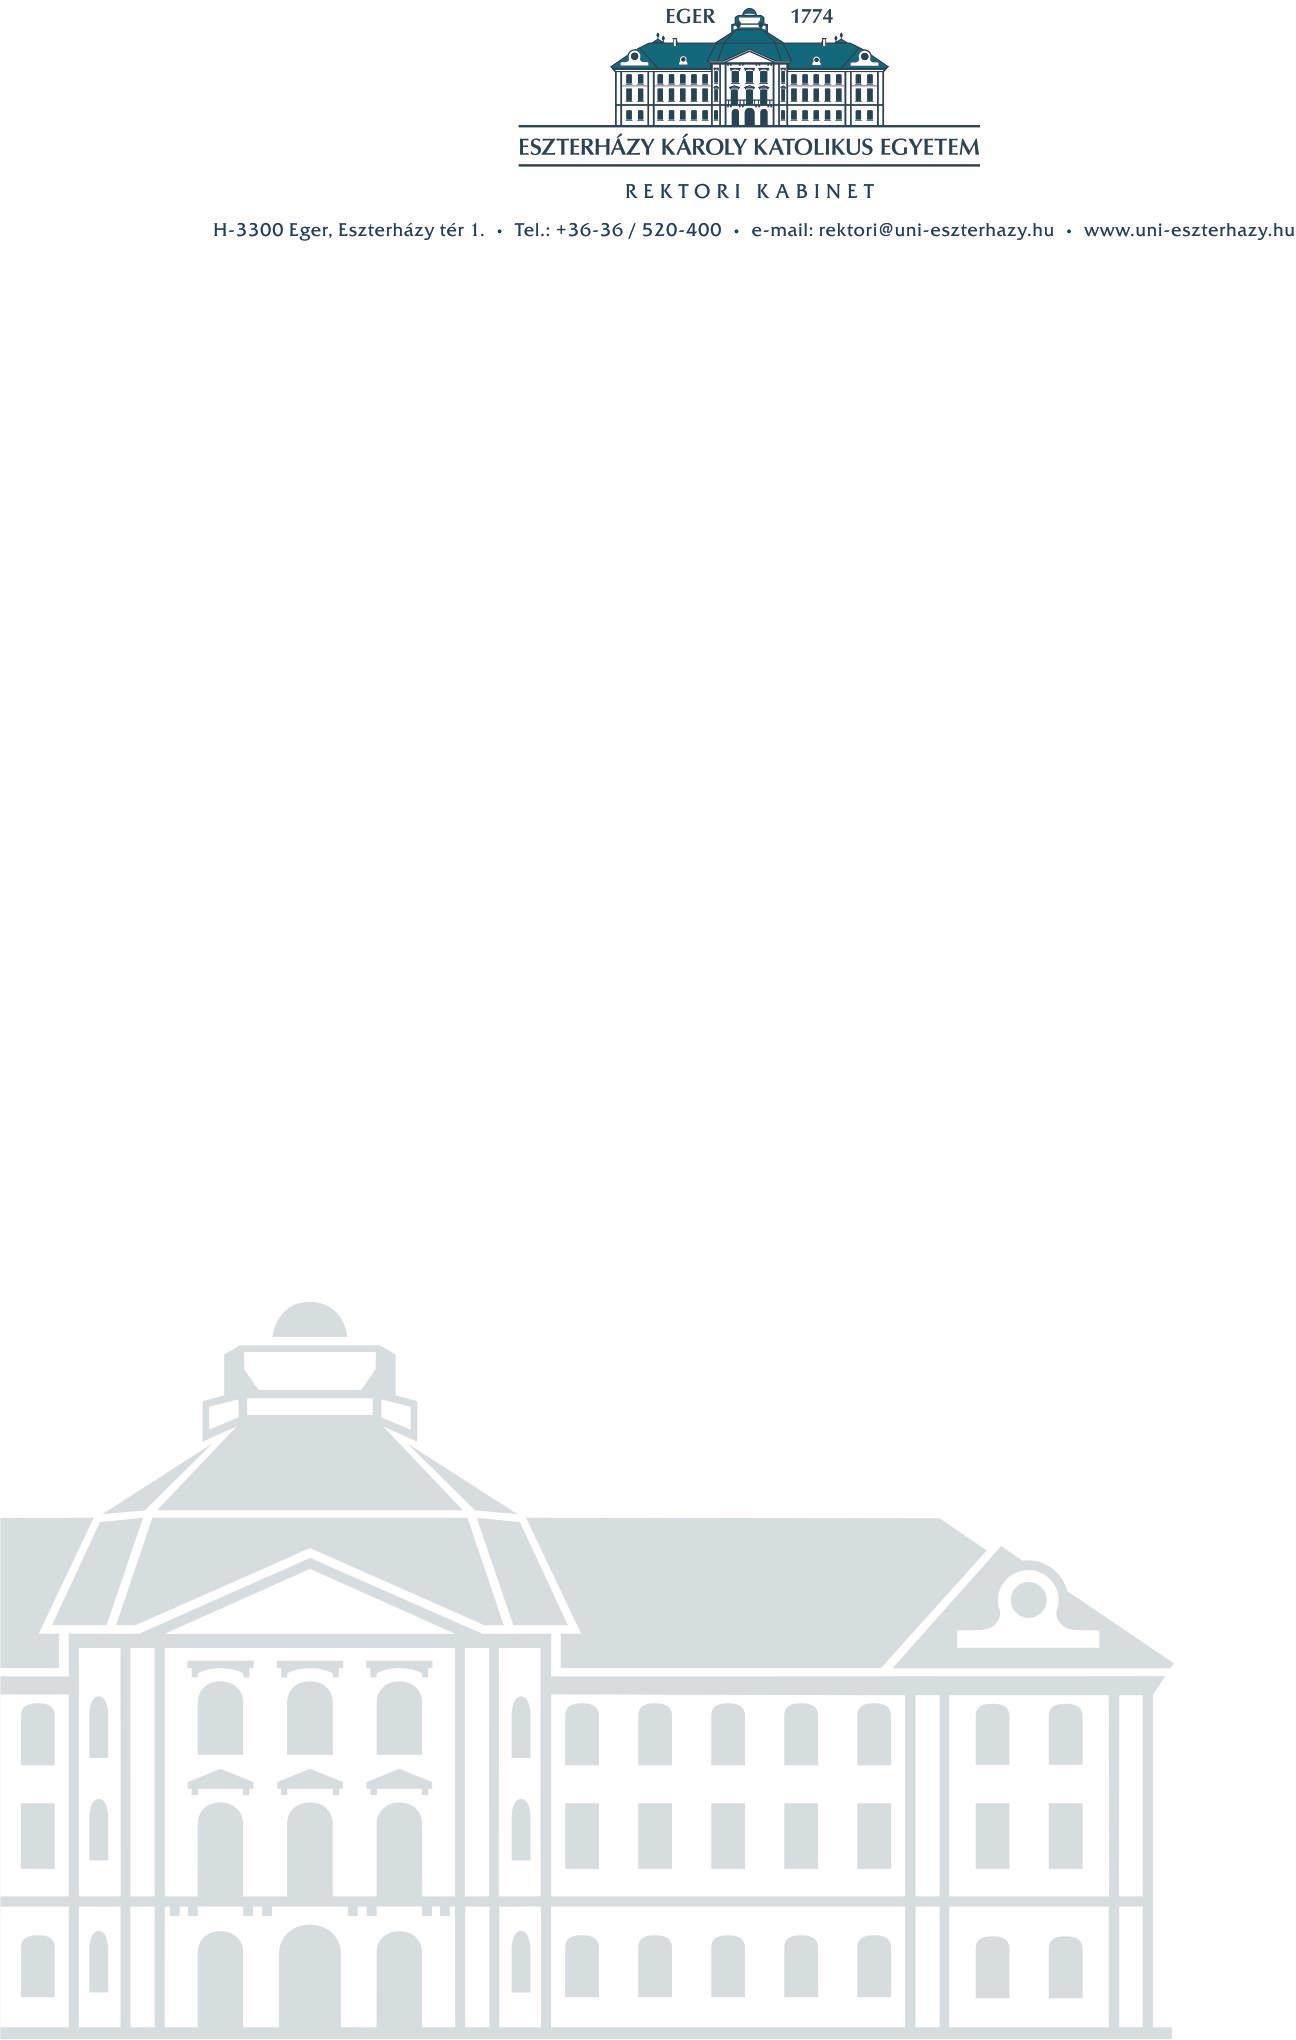 EGER 1774
ESZTERHÁZY KÁROLY KATOLIKUS EGYETEM
REKTORI KABINET
H-3300 Eger, Eszterházy tér 1. • Tel.: +36-36 / 520-400 • e-mail: rektori@uni-eszterhazy.hu • www.uni-eszterhazy.hu